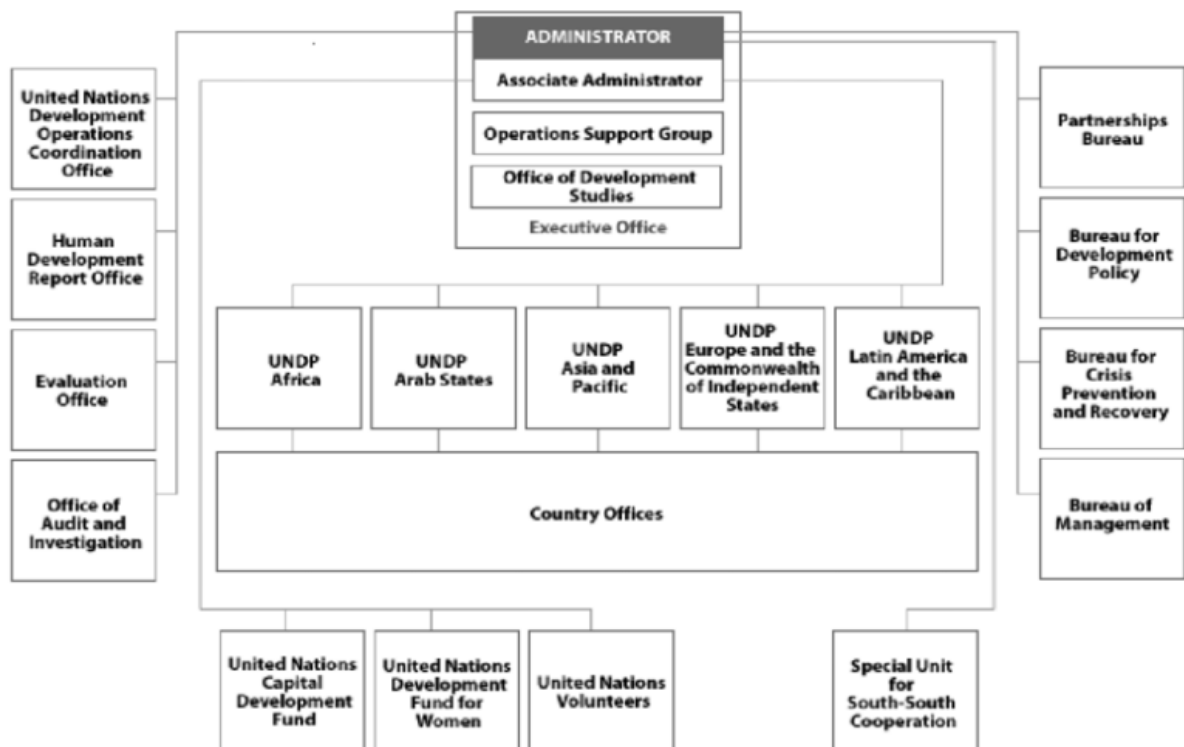 ADMINISTRATOR
Associate Administrator
Operations Support Group
Office of Development
Studies
Executive Office
United Nations
Development
Operations
Coordination
Office
Human
Development
Report Office
Evaluation
Office
Office of
Audit and
Investigation
Partnerships
Bureau
Bureau for
Development
Policy
Bureau for
Crisis
Prevention
and Recovery
Bureau of
Management
UNDP
Africa
UNDP
Arab States
UNDP
Asia and
Pacific
UNDP
Europe and the
Commonwealth
of Independent
States
UNDP
Latin America
and the
Caribbean
Country Offices
United Nations
Capital
Development
Fund
United Nations
Development
Fund for
Women
United Nations
Volunteers
Special Unit
for
South-South
Cooperation